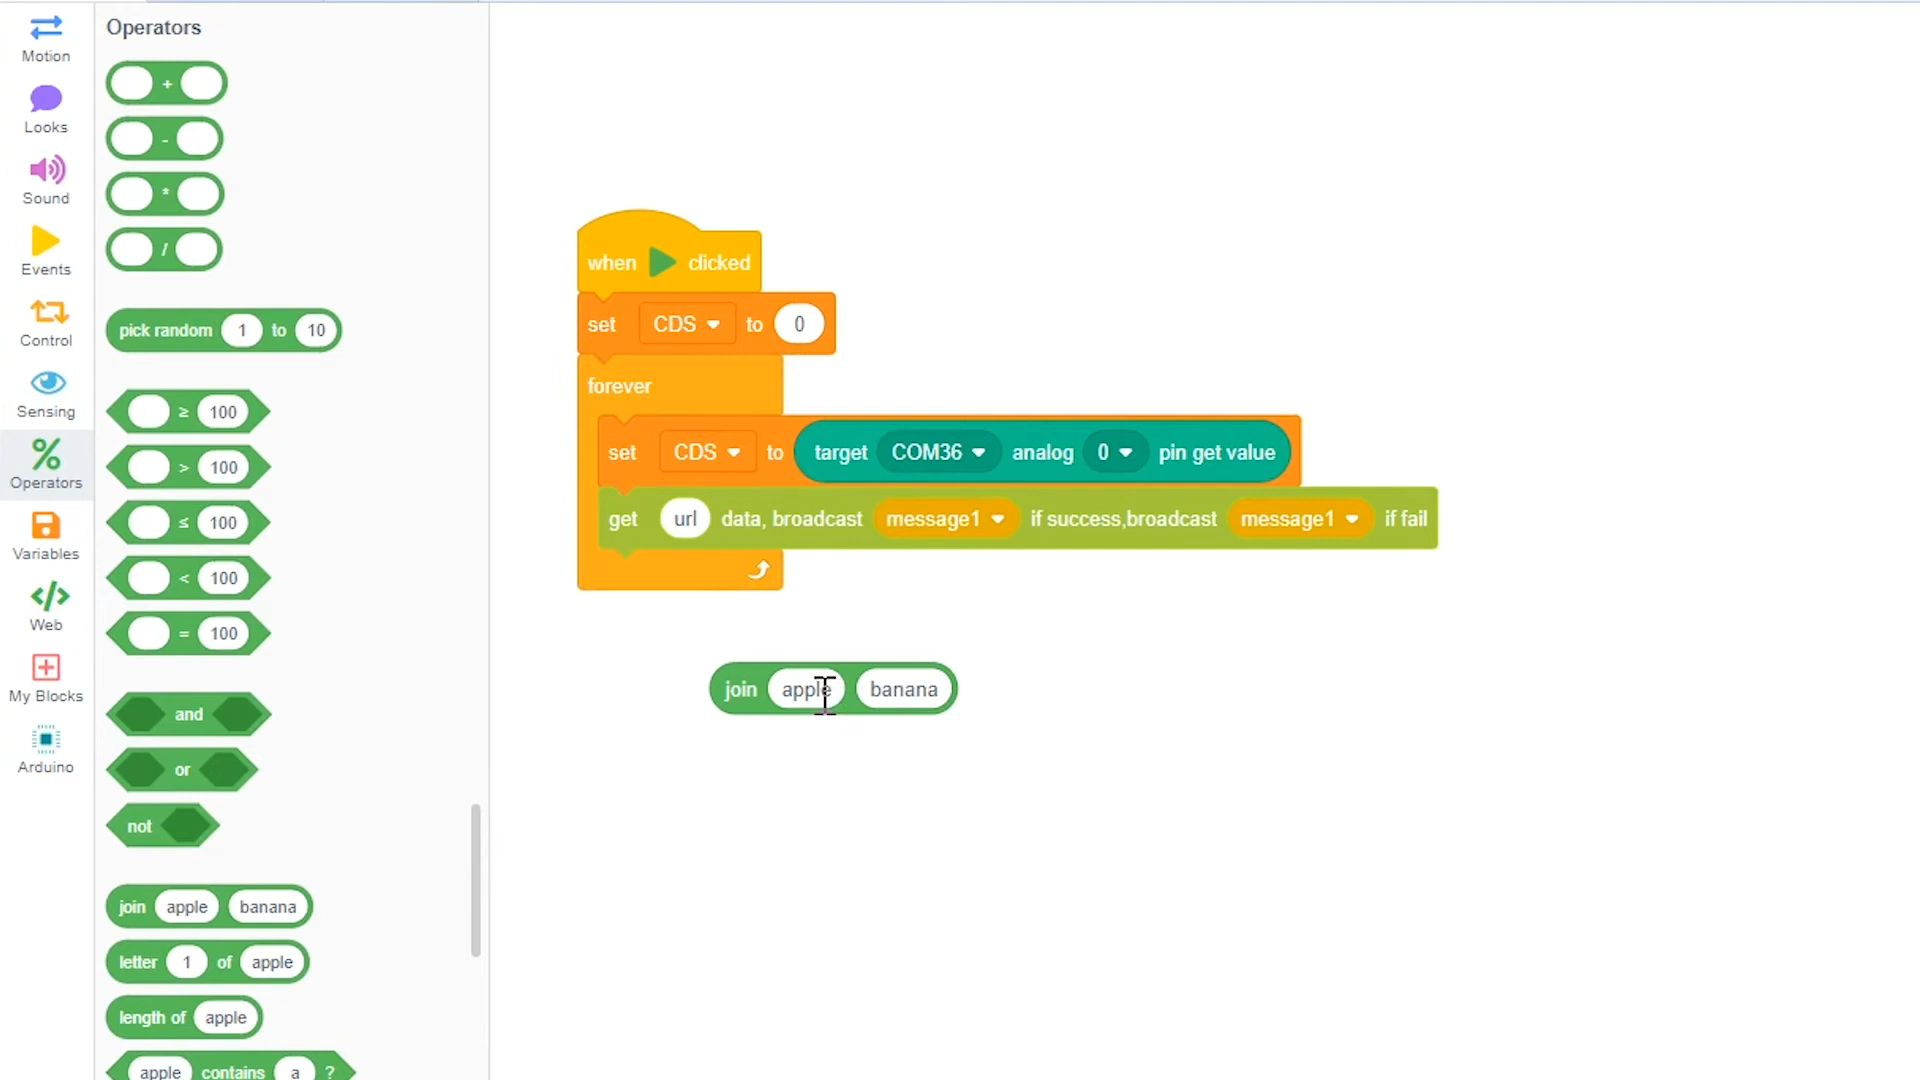 Motion
Looks
Sound
Events
Control
Sensing
Operators
Variables
Web
My Blocks
Arduino
Operators
+
-
*
/
pick random 1 to 10
≥ 100
> 100
≤ 100
< 100
= 100
and
or
not
join apple banana
letter 1 of apple
length of apple
apple contains a ?
when clicked
set CDS to 0
forever
set CDS to target COM36 analog 0 pin get value
get url data, broadcast message1 if success,broadcast message1 if fail
join apple banana